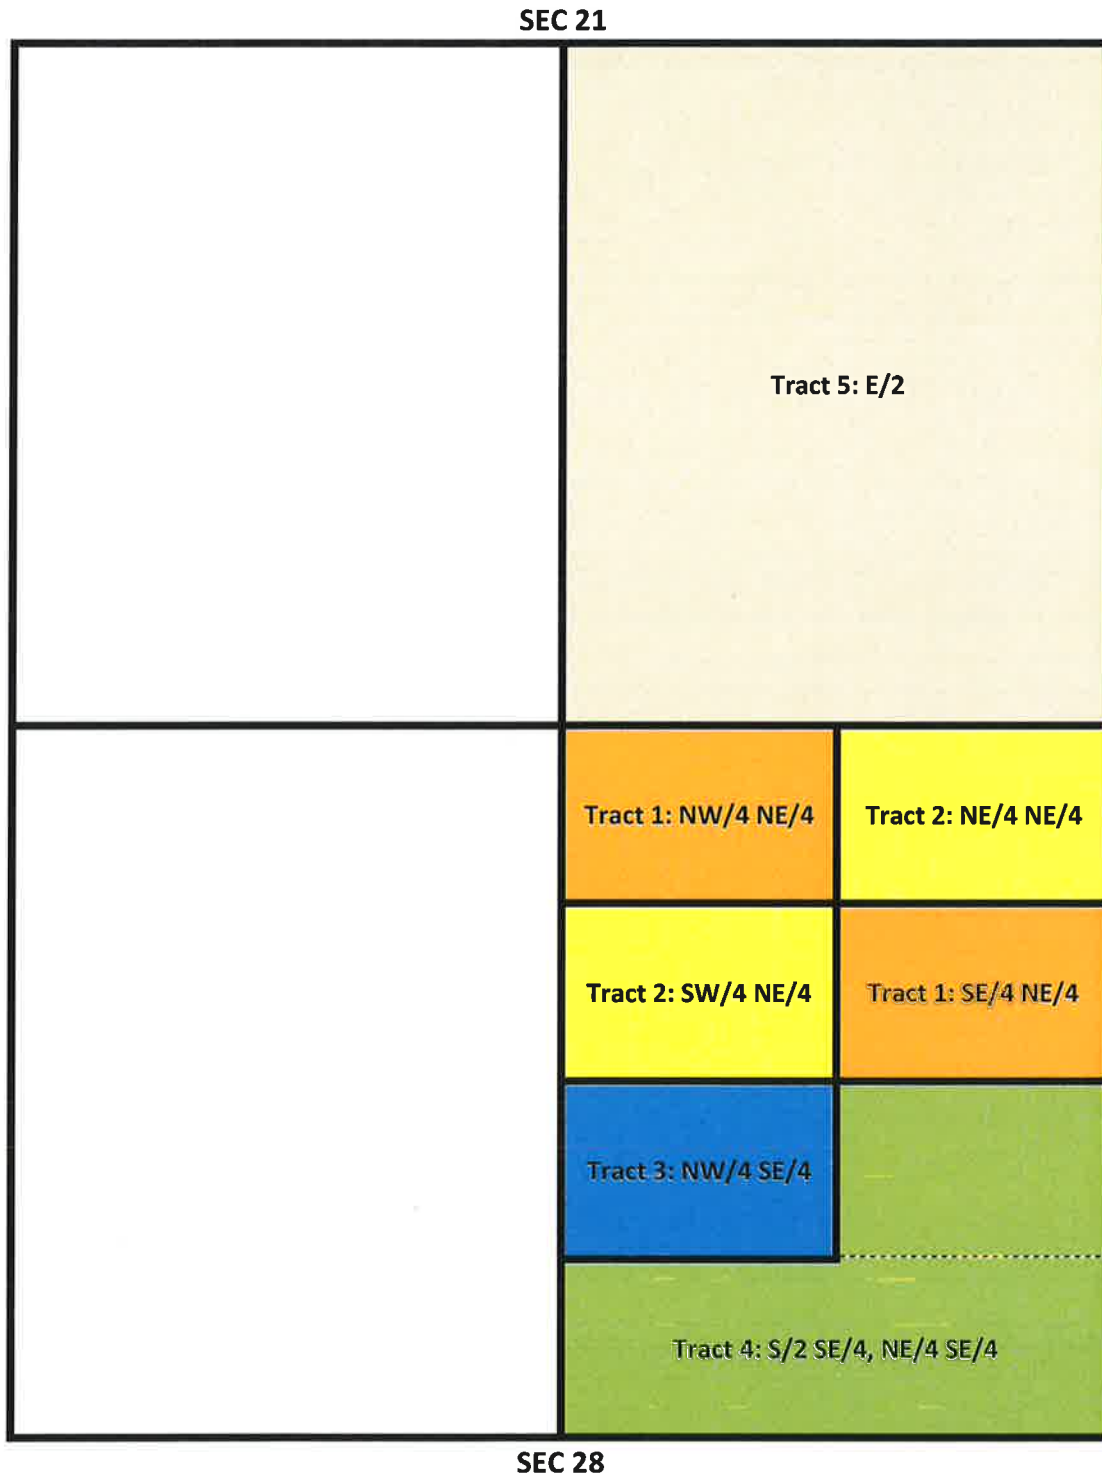 SEC 21
Tract 5: E/2
Tract 1: NW/4 NE/4
Tract 2: NE/4 NE/4
Tract 2: SW/4 NE/4
Tract 1: SE/4 NE/4
Tract 3: NW/4 SE/4
Tract 4: S/2 SE/4, NE/4 SE/4
SEC 28